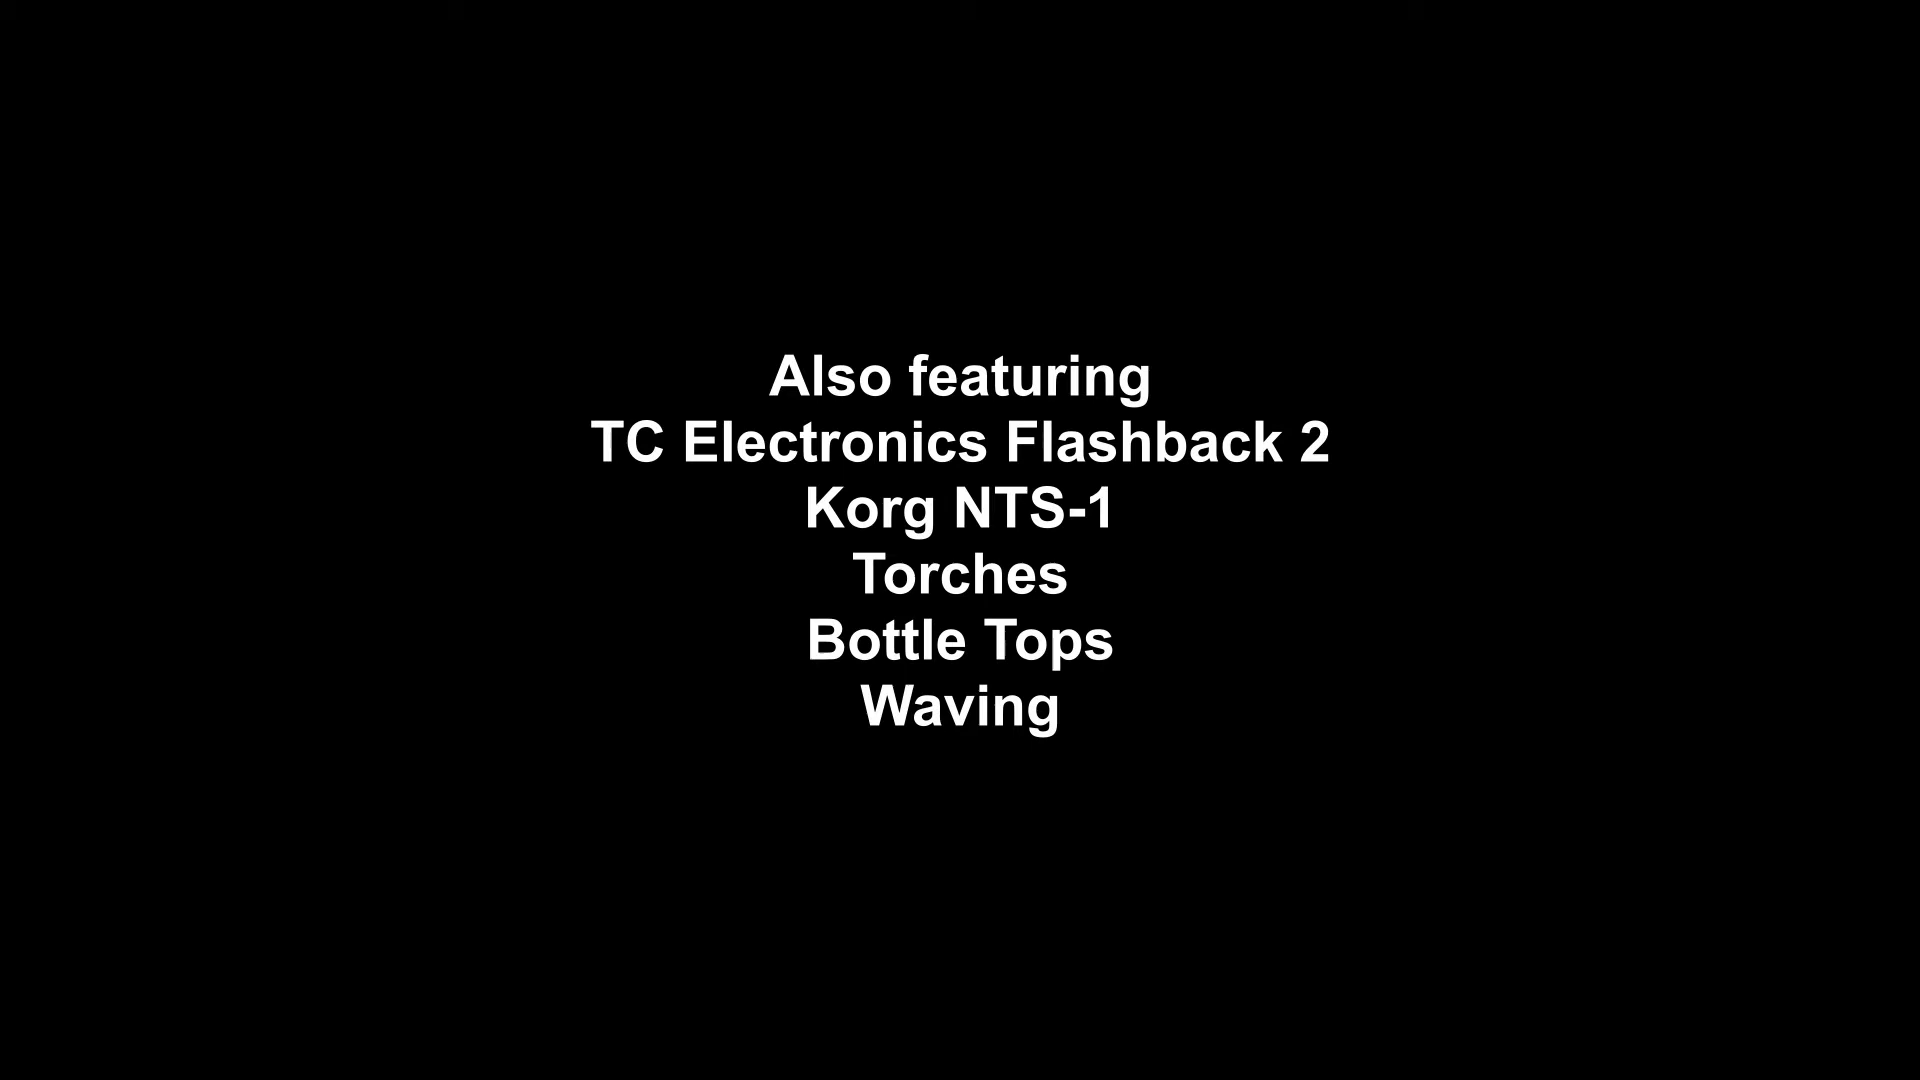 Also featuring
TC Electronics Flashback 2
Korg NTS-1
Torches
Bottle Tops
Waving